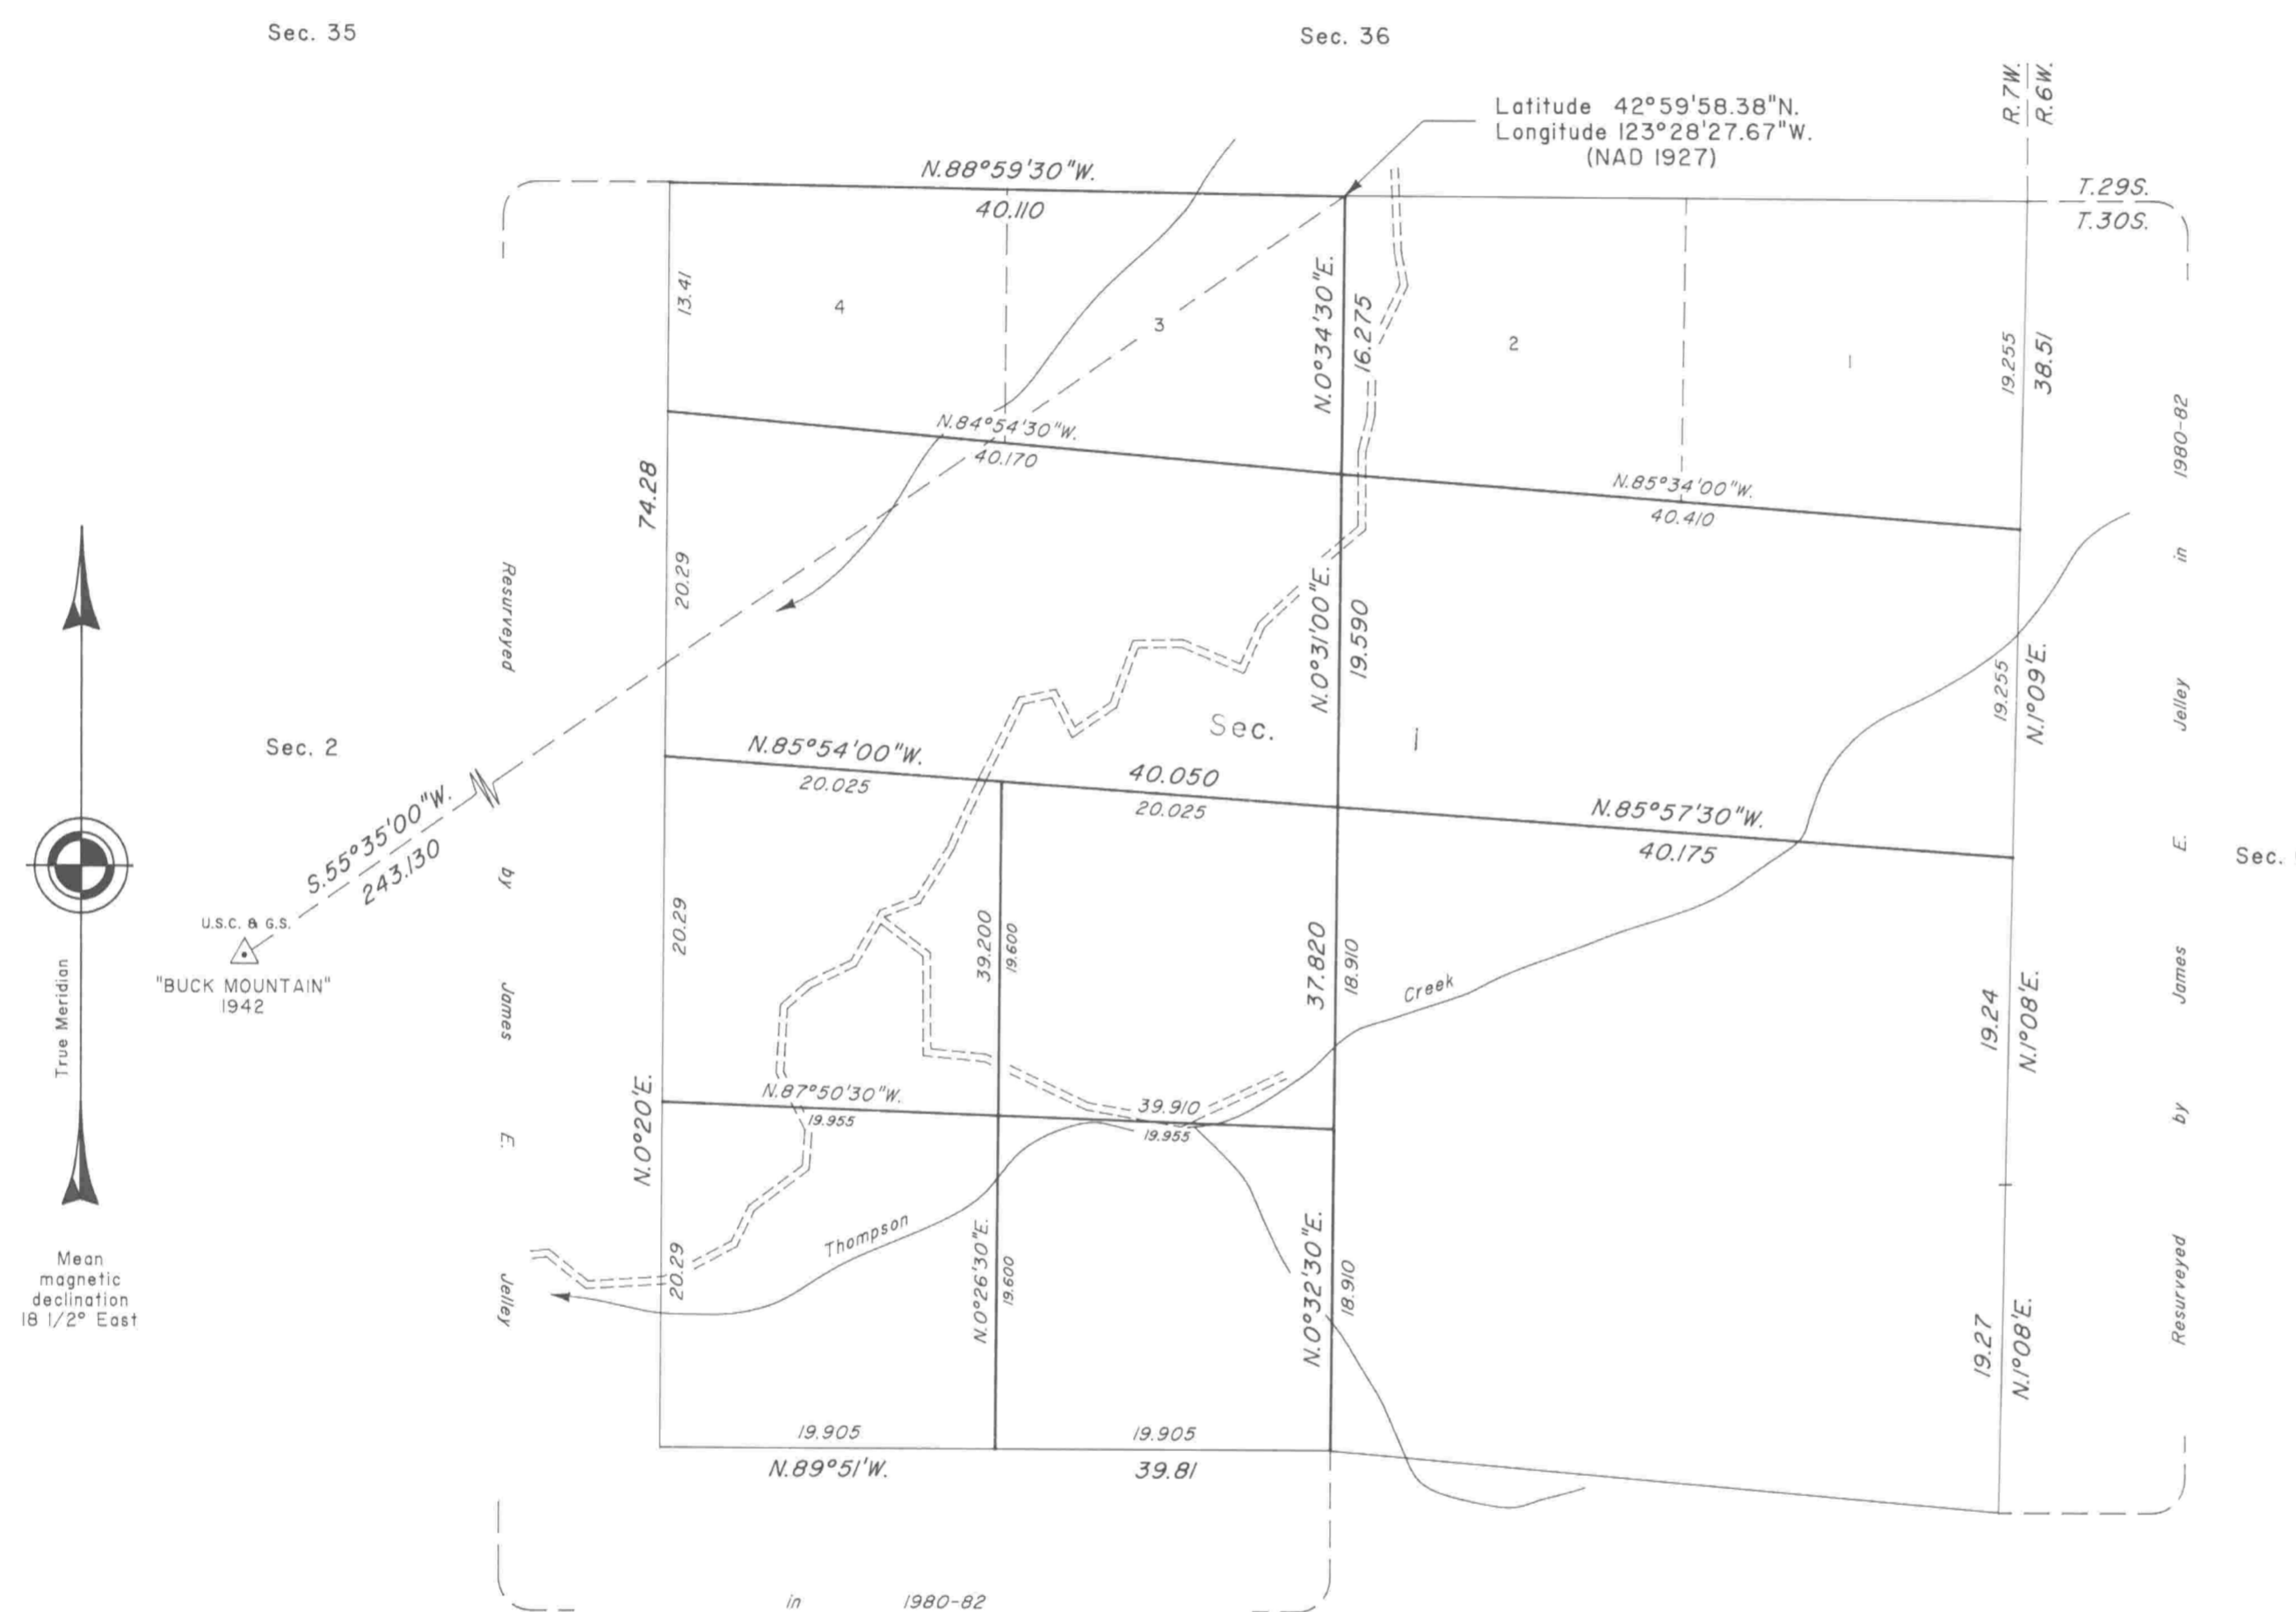 Sec. 35
Sec. 36
R.7W.
R.6W.
Latitude 42°59'58.38"N.
Longitude 123°28'27.67"W.
(NAD 1927)
T.29S.
T.30S.
N.88°59'30"W.
40.110
13.41
4
3
N.0°34'30"E.
16.275
2
1
19.255
38.51
N.84°54'30"W.
40.170
N.85°34'00"W.
40.410
74.28
20.29
N.0°31'00"E.
19.590
19.255
N.1°09'E.
Sec. 1
Sec. 2
N.85°54'00"W.
40.050
20.025
20.025
N.85°57'30"W.
40.175
Sec.
S.55°35'00"W.
243.130
U.S.C. & G.S.
"BUCK MOUNTAIN"
1942
True Meridian
Mean
magnetic
declination
18 1/2° East
20.29
39.200
19.600
37.820
18.910
Creek
19.24
N.1°08'E.
N.0°20'E.
N.87°50'30"W.
39.910
19.955
19.955
Thompson
20.29
N.0°26'30"E.
19.600
N.0°32'30"E.
18.910
19.27
N.1°08'E.
19.905
19.905
N.89°51'W.
39.81
Resurveyed by James E. Jelley
in 1980-82
Resurveyed by James E. Jelley in 1980-82